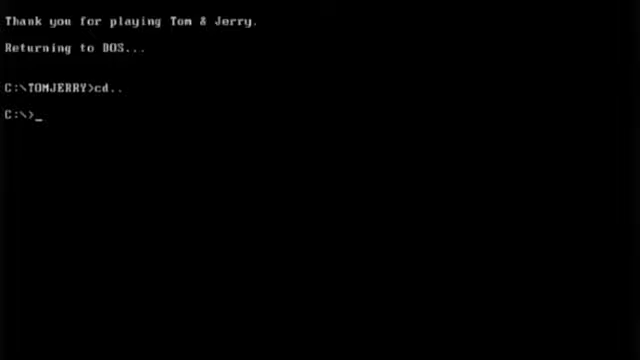 Thank you for playing Tom & Jerry.
Returning to DOS...
C:\TOMJERRY>cd..
C:\>_